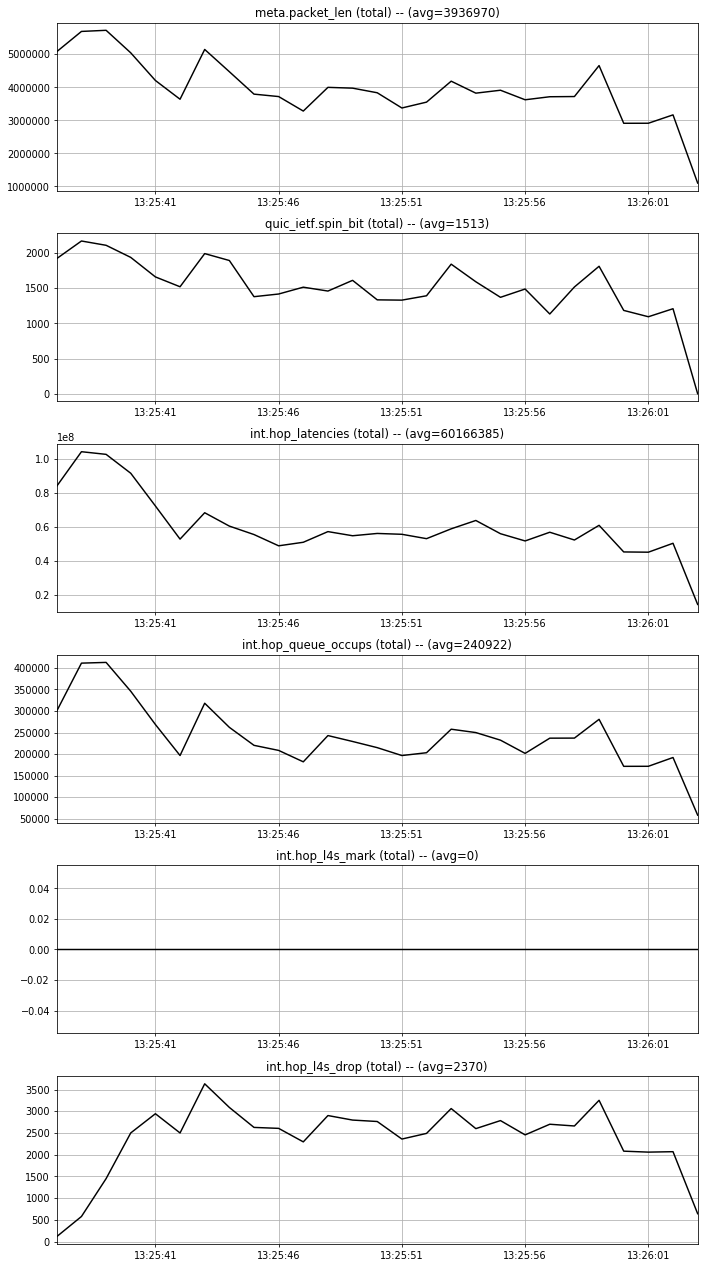 meta.packet_len (total) -- (avg=3936970)
5000000
4000000
3000000
2000000
1000000
13:25:41 13:25:46 13:25:51 13:25:56 13:26:01
quic_ietf.spin_bit (total) -- (avg=1513)
2000
1500
1000
500
0
13:25:41 13:25:46 13:25:51 13:25:56 13:26:01
int.hop_latencies (total) -- (avg=60166385)
1e8
1.0
0.8
0.6
0.4
0.2
13:25:41 13:25:46 13:25:51 13:25:56 13:26:01
int.hop_queue_occups (total) -- (avg=240922)
400000
350000
300000
250000
200000
150000
100000
50000
13:25:41 13:25:46 13:25:51 13:25:56 13:26:01
int.hop_l4s_mark (total) -- (avg=0)
0.04
0.02
0.00
−0.02
−0.04
13:25:41 13:25:46 13:25:51 13:25:56 13:26:01
int.hop_l4s_drop (total) -- (avg=2370)
3500
3000
2500
2000
1500
1000
500
0
13:25:41 13:25:46 13:25:51 13:25:56 13:26:01